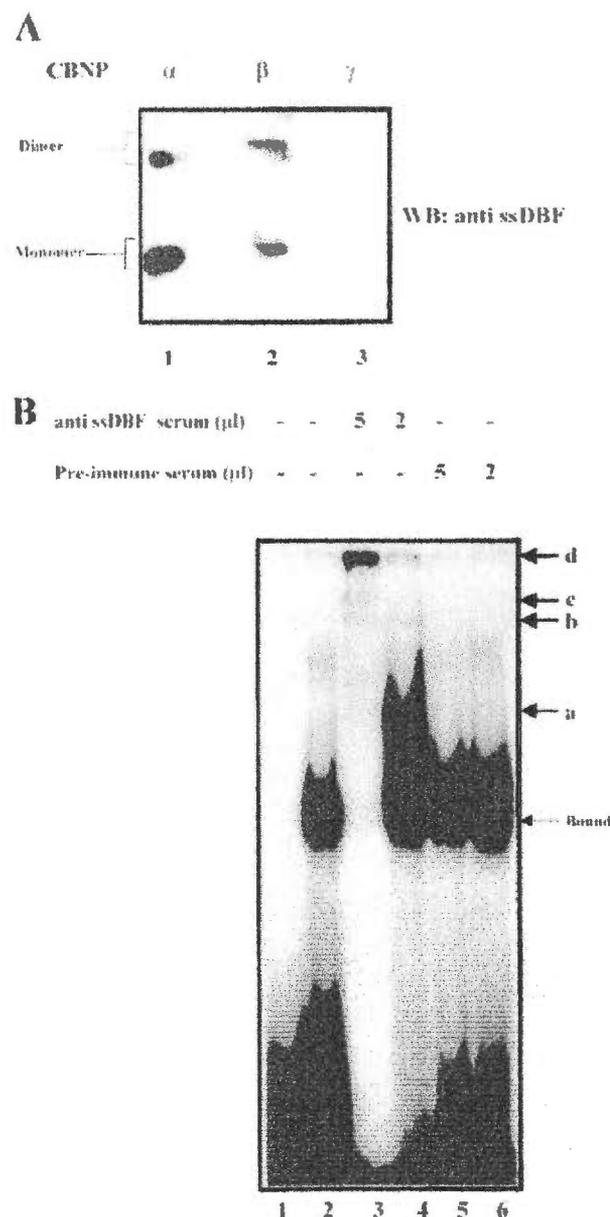 A
CBNP α β γ
Dimer
Monomer
WB: anti ssDBF
1 2 3
B
anti ssDBF serum (μl) - - 5 2 - -
Pre-immune serum (μl) - - - - 5 2
d
c
b
a
Bound
1 2 3 4 5 6